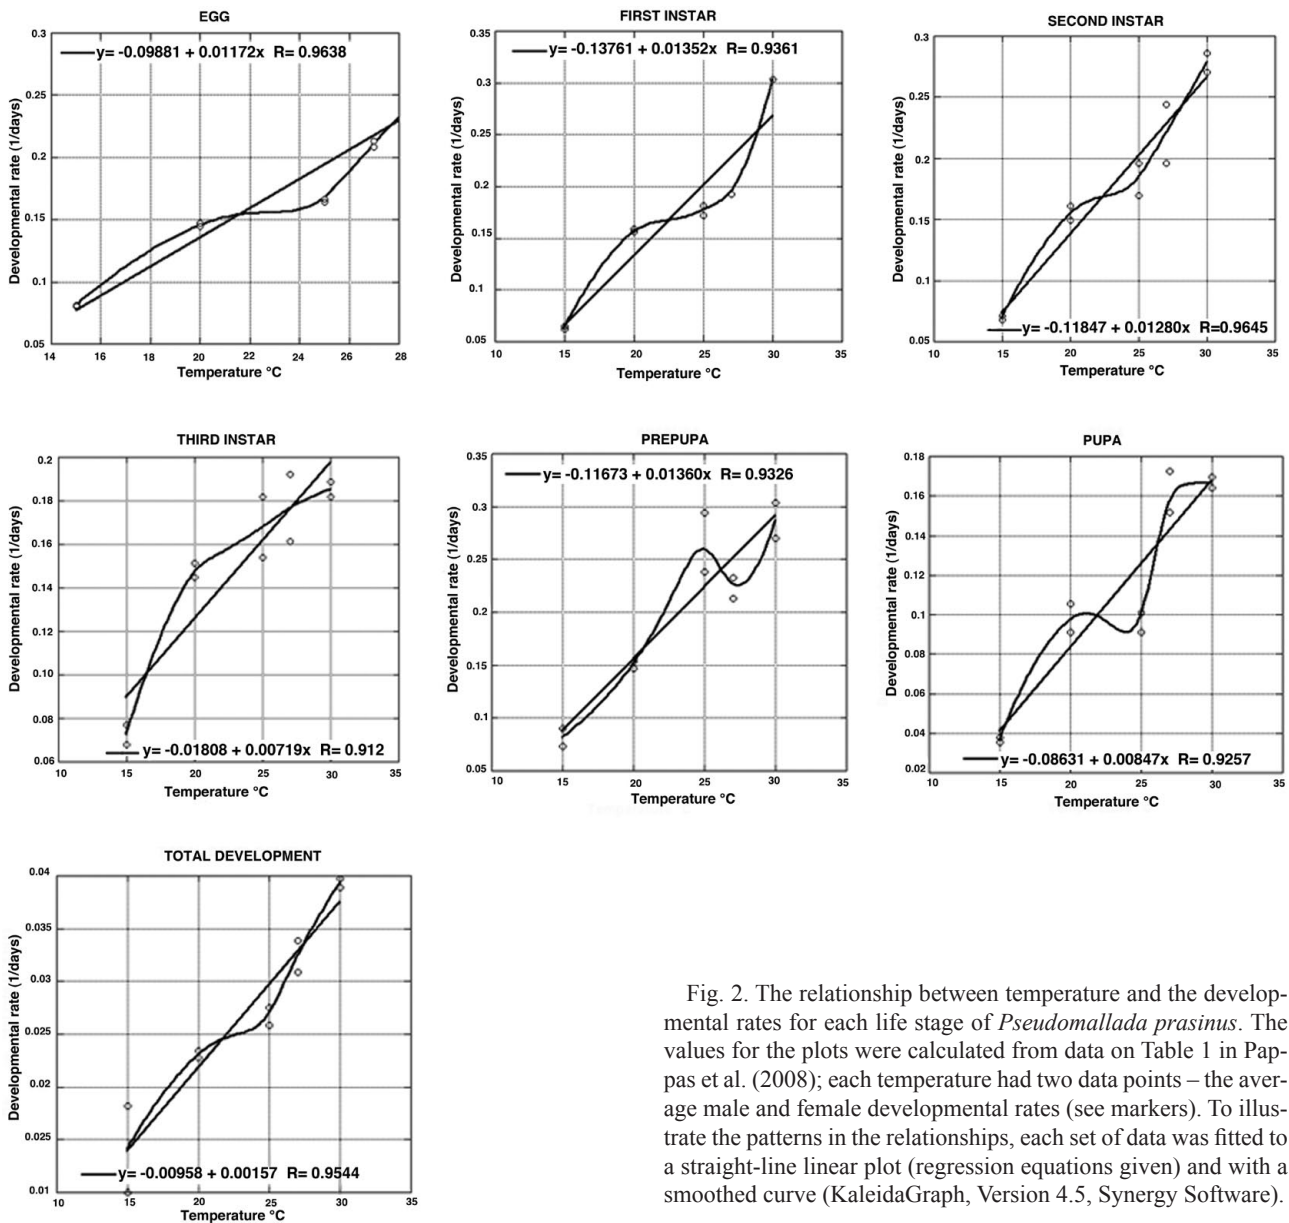 EGG
y= -0.09881 + 0.01172x R= 0.9638
Developmental rate (1/days)
0.3
0.25
0.2
0.15
0.1
0.05
14 16 18 20 22 24 26 28
Temperature °C
FIRST INSTAR
y= -0.13761 + 0.01352x R= 0.9361
Developmental rate (1/days)
0.35
0.3
0.25
0.2
0.15
0.1
0.05
10 15 20 25 30 35
Temperature °C
SECOND INSTAR
y= -0.11847 + 0.01280x R=0.9645
Developmental rate (1/days)
0.3
0.25
0.2
0.15
0.1
0.05
10 15 20 25 30 35
Temperature °C
THIRD INSTAR
y= -0.01808 + 0.00719x R= 0.912
Developmental rate (1/days)
0.2
0.18
0.16
0.14
0.12
0.10
0.08
0.06
10 15 20 25 30 35
Temperature °C
PREPUPA
y= -0.11673 + 0.01360x R= 0.9326
Developmental rate (1/days)
0.35
0.3
0.25
0.2
0.15
0.1
0.05
10 15 20 25 30 35
Temperature °C
PUPA
y= -0.08631 + 0.00847x R= 0.9257
Developmental rate (1/days)
0.18
0.16
0.14
0.12
0.10
0.08
0.06
0.04
0.02
10 15 20 25 30 35
Temperature °C
TOTAL DEVELOPMENT
y= -0.00958 + 0.00157 R= 0.9544
Developmental rate (1/days)
0.04
0.035
0.03
0.025
0.02
0.025
0.01
10 15 20 25 30 35
Temperature °C
Fig. 2. The relationship between temperature and the develop-
mental rates for each life stage of Pseudomallada prasinus. The
values for the plots were calculated from data on Table 1 in Pap-
pas et al. (2008); each temperature had two data points – the aver-
age male and female developmental rates (see markers). To illus-
trate the patterns in the relationships, each set of data was fitted to
a straight-line linear plot (regression equations given) and with a
smoothed curve (KaleidaGraph, Version 4.5, Synergy Software).